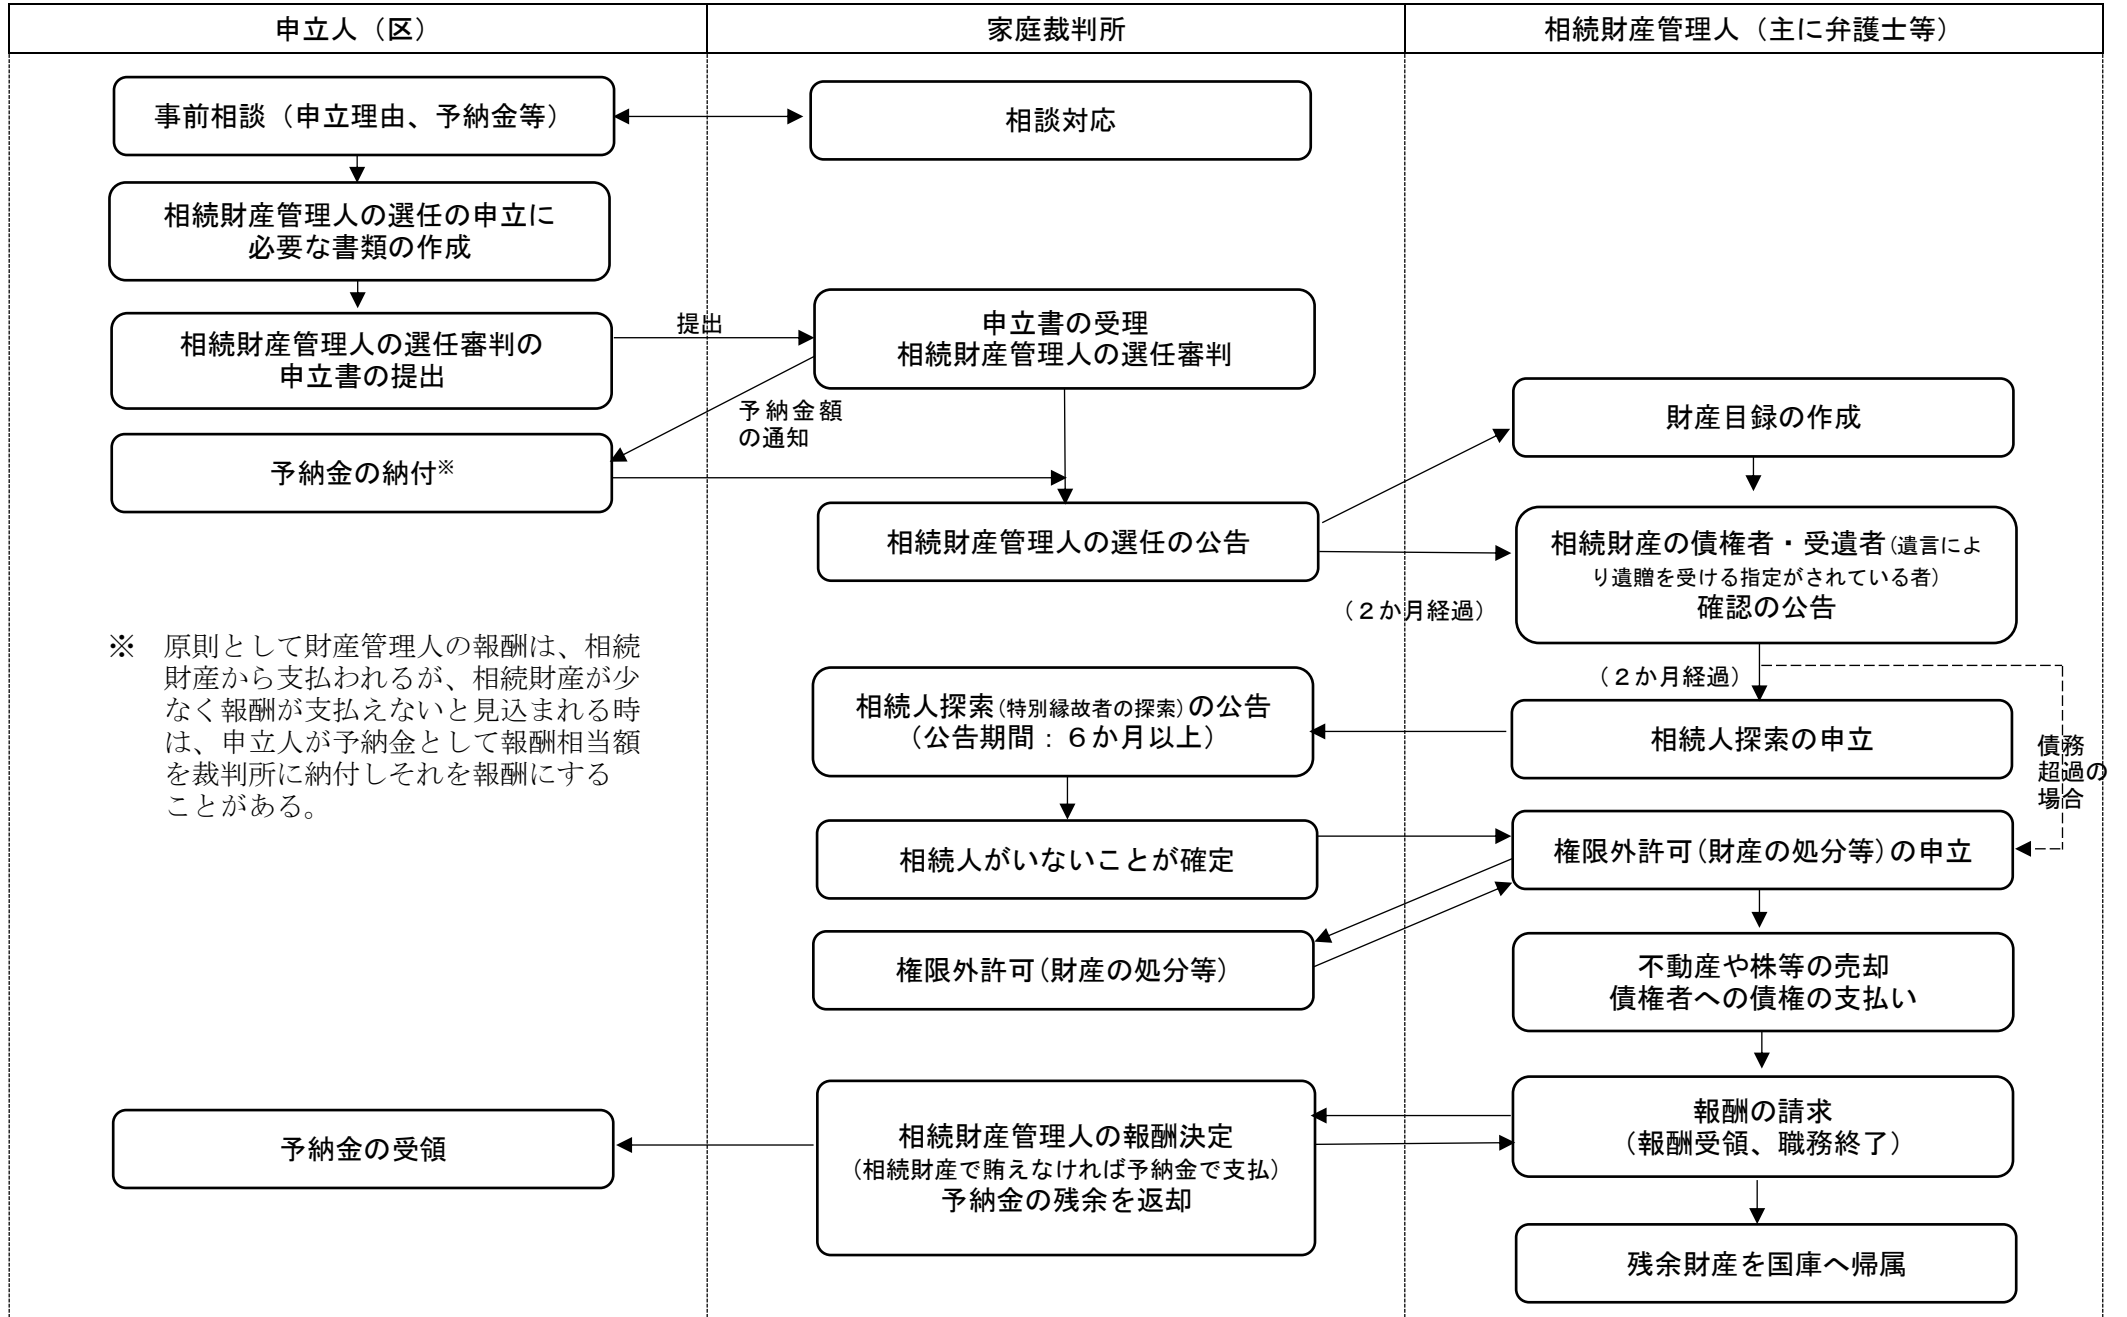 申立人（区）
家庭裁判所
相続財産管理人（主に弁護士等）
事前相談（申立理由、予納金等）
相談対応
相続財産管理人の選任の申立に
必要な書類の作成
相続財産管理人の選任審判の
申立書の提出
提出
申立書の受理
相続財産管理人の選任審判
予納金額
の通知
予納金の納付※
財産目録の作成
相続財産管理人の選任の公告
相続財産の債権者・受遺者(遺言によ
り遺贈を受ける指定がされている者)
確認の公告
（２か月経過）
※　原則として財産管理人の報酬は、相続
財産から支払われるが、相続財産が少
なく報酬が支払えないと見込まれる時
は、申立人が予納金として報酬相当額
を裁判所に納付しそれを報酬にする
ことがある。
（２か月経過）
相続人探索(特別縁故者の探索)の公告
（公告期間：６か月以上）
相続人探索の申立
債務
超過の
場合
相続人がいないことが確定
権限外許可(財産の処分等)の申立
権限外許可(財産の処分等)
不動産や株等の売却
債権者への債権の支払い
予納金の受領
相続財産管理人の報酬決定
(相続財産で賄えなければ予納金で支払)
予納金の残余を返却
報酬の請求
（報酬受領、職務終了）
残余財産を国庫へ帰属